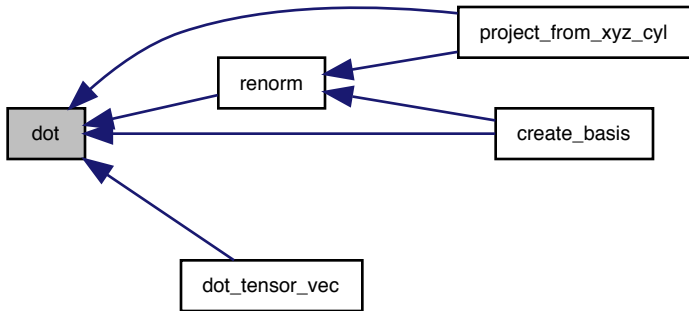 project_from_xyz_cyl
renorm
dot
create_basis
dot_tensor_vec